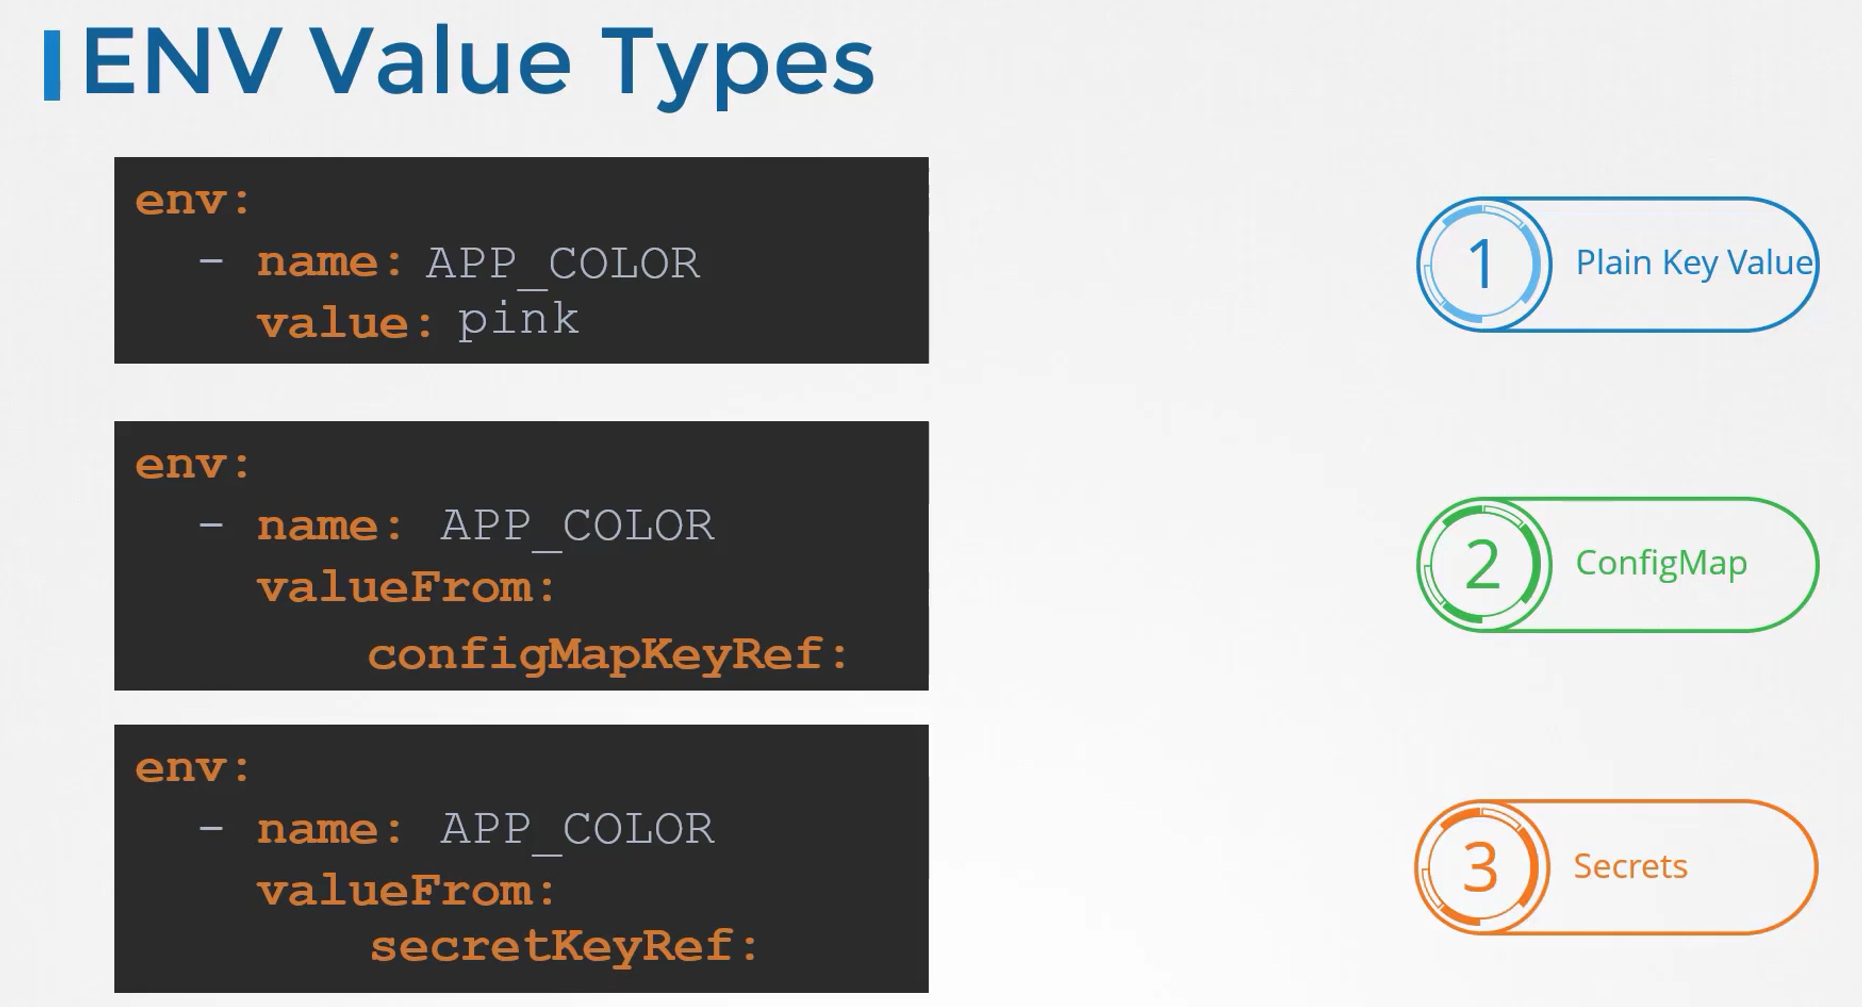 ENV Value Types
env:
- name: APP_COLOR
value: pink
1 Plain Key Value
env:
- name: APP_COLOR
valueFrom:
configMapKeyRef:
2 ConfigMap
env:
- name: APP_COLOR
valueFrom:
secretKeyRef:
3 Secrets